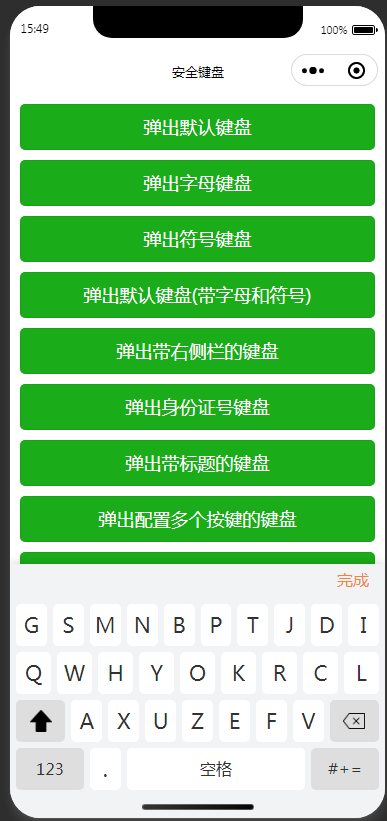 15:49 100%
安全键盘
弹出默认键盘
弹出字母键盘
弹出符号键盘
弹出默认键盘(带字母和符号)
弹出带右侧栏的键盘
弹出身份证号键盘
弹出带标题的键盘
弹出配置多个按键的键盘
完成
G S M N B P T J D I
Q W H Y O K R C L
A X U Z E F V
123 . 空格 #+=